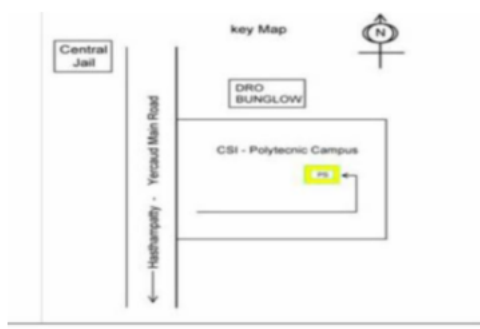 key Map
N
Central
Jail
DRO
BUNGLOW
CSI - Polytecnic Campus
PS
Hasthampatty - Yercaud Main Road